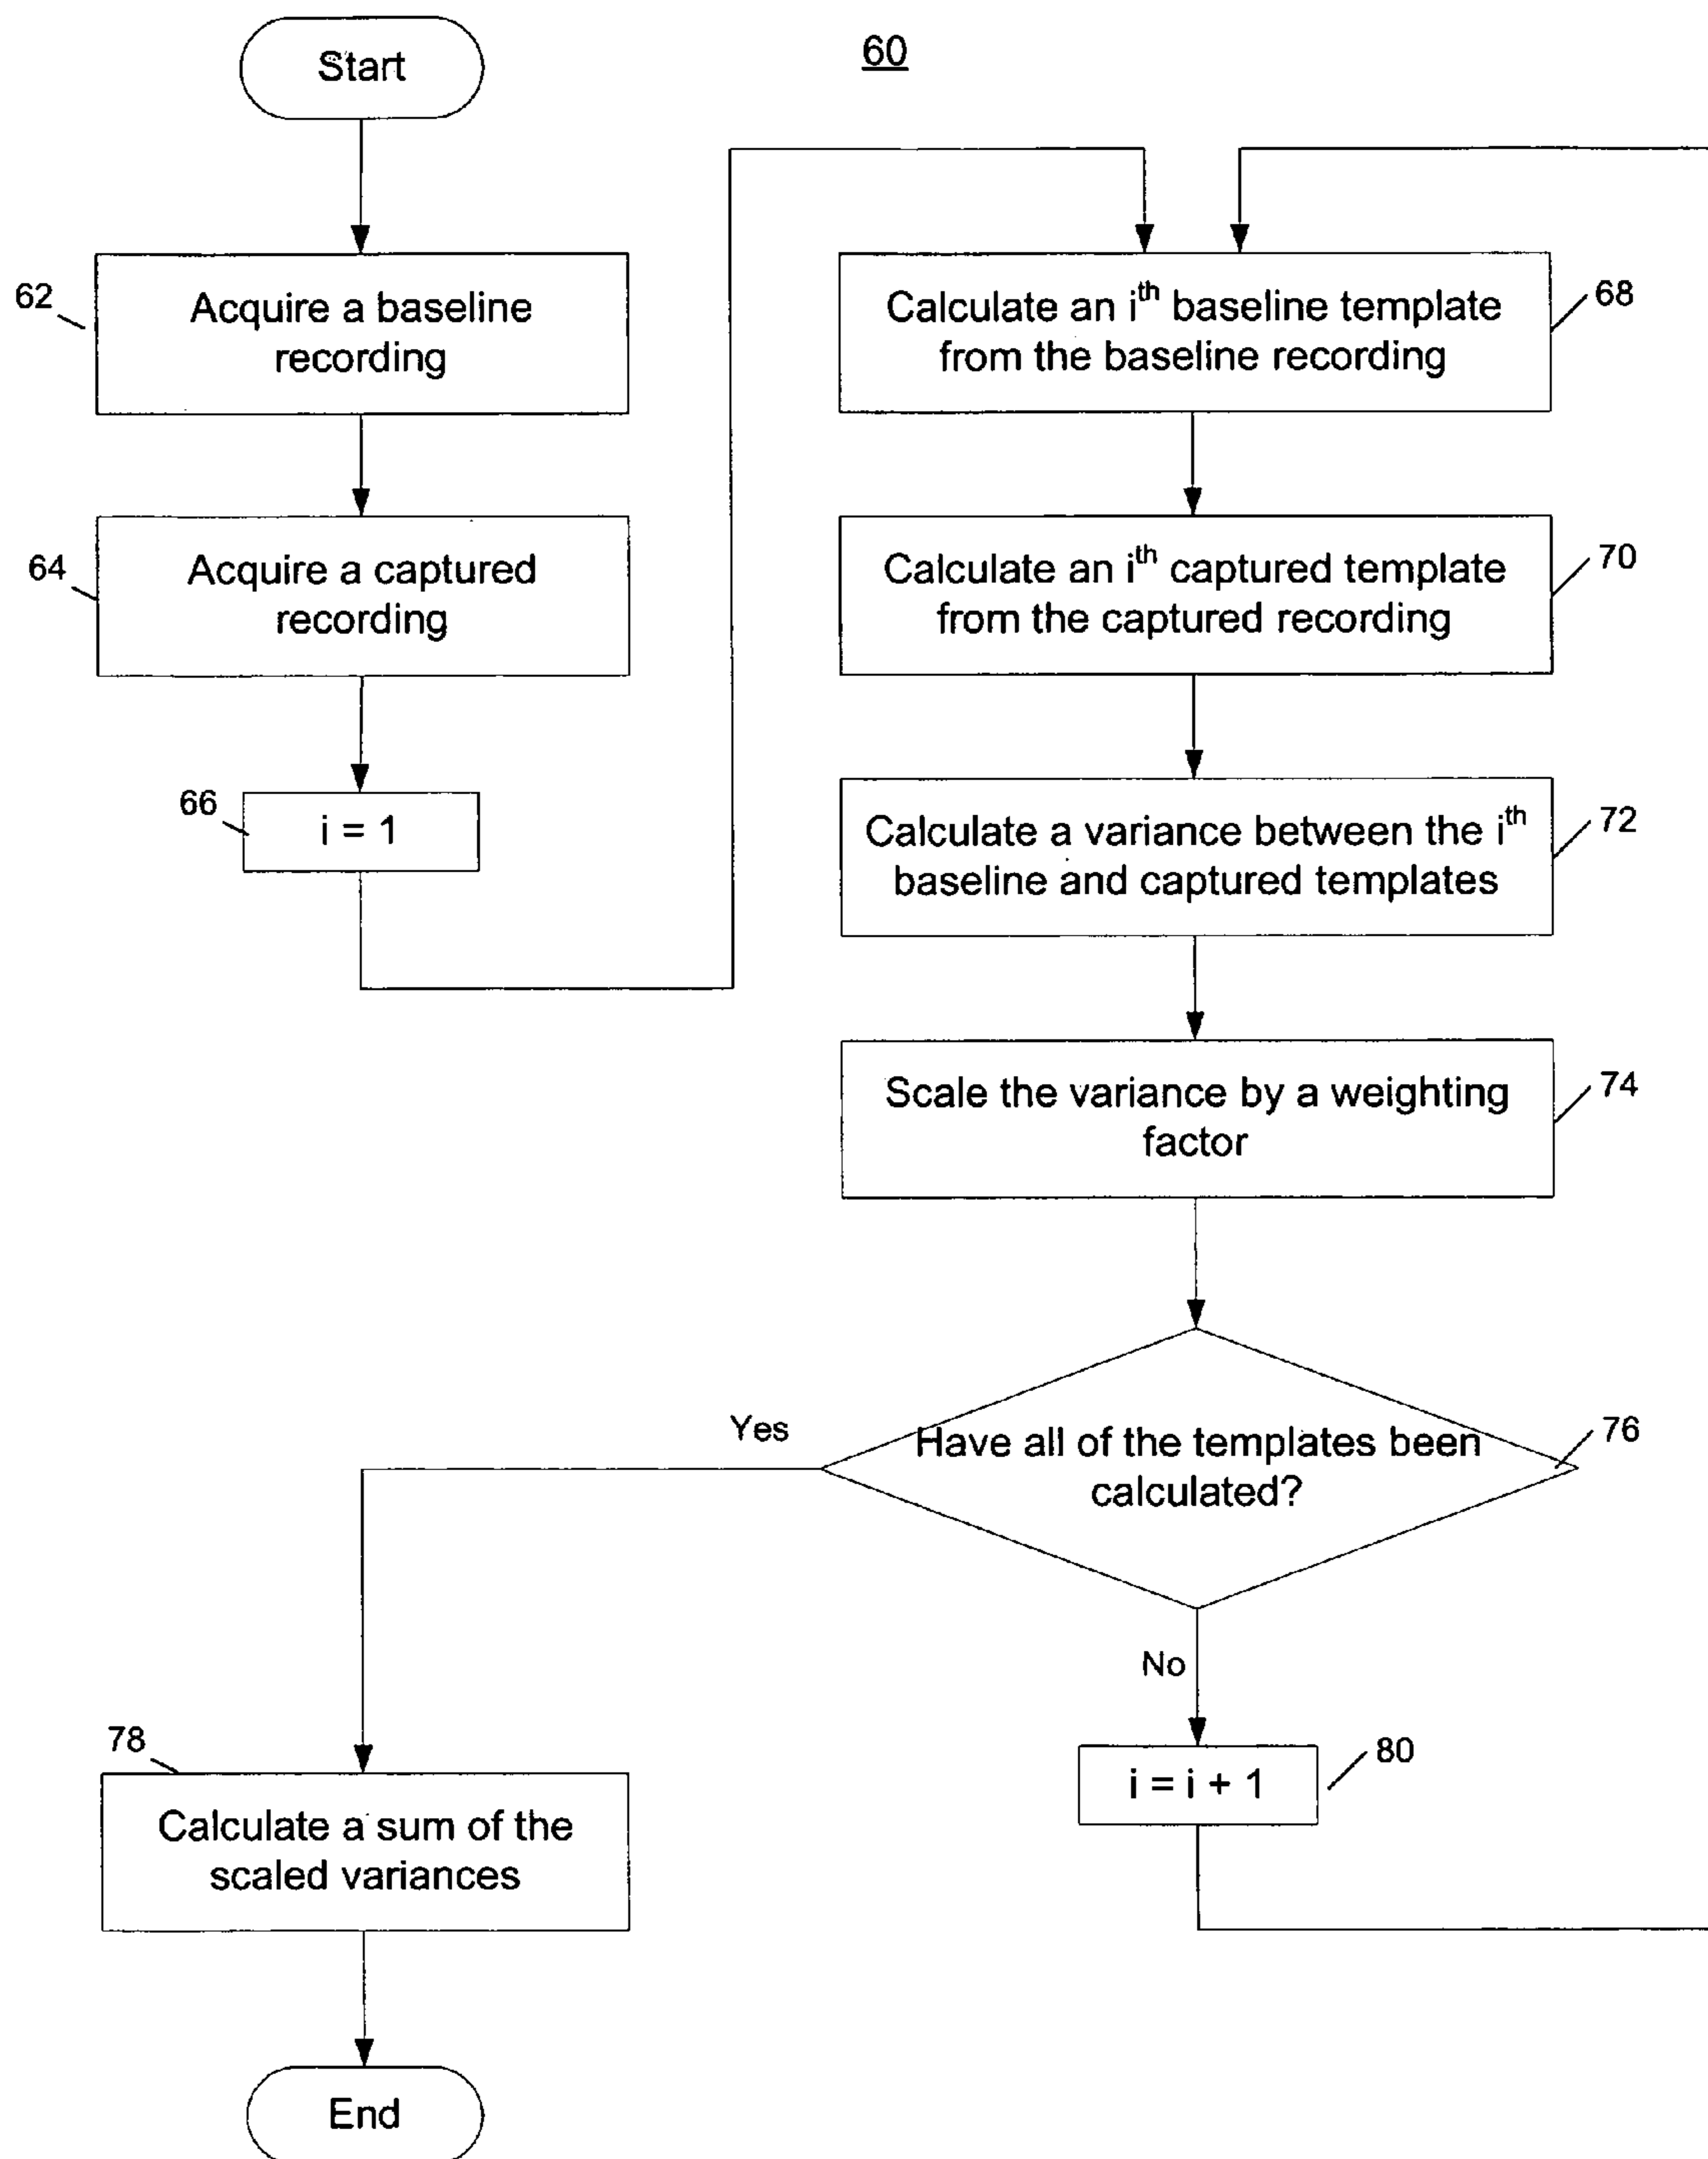 Start
60
62
Acquire a baseline
recording
64
Acquire a captured
recording
66
i = 1
Calculate an ith baseline template
from the baseline recording
68
Calculate an ith captured template
from the captured recording
70
Calculate a variance between the ith
baseline and captured templates
72
Scale the variance by a weighting
factor
74
Have all of the templates been
calculated?
76
Yes
No
78
Calculate a sum of the
scaled variances
i = i + 1
80
End